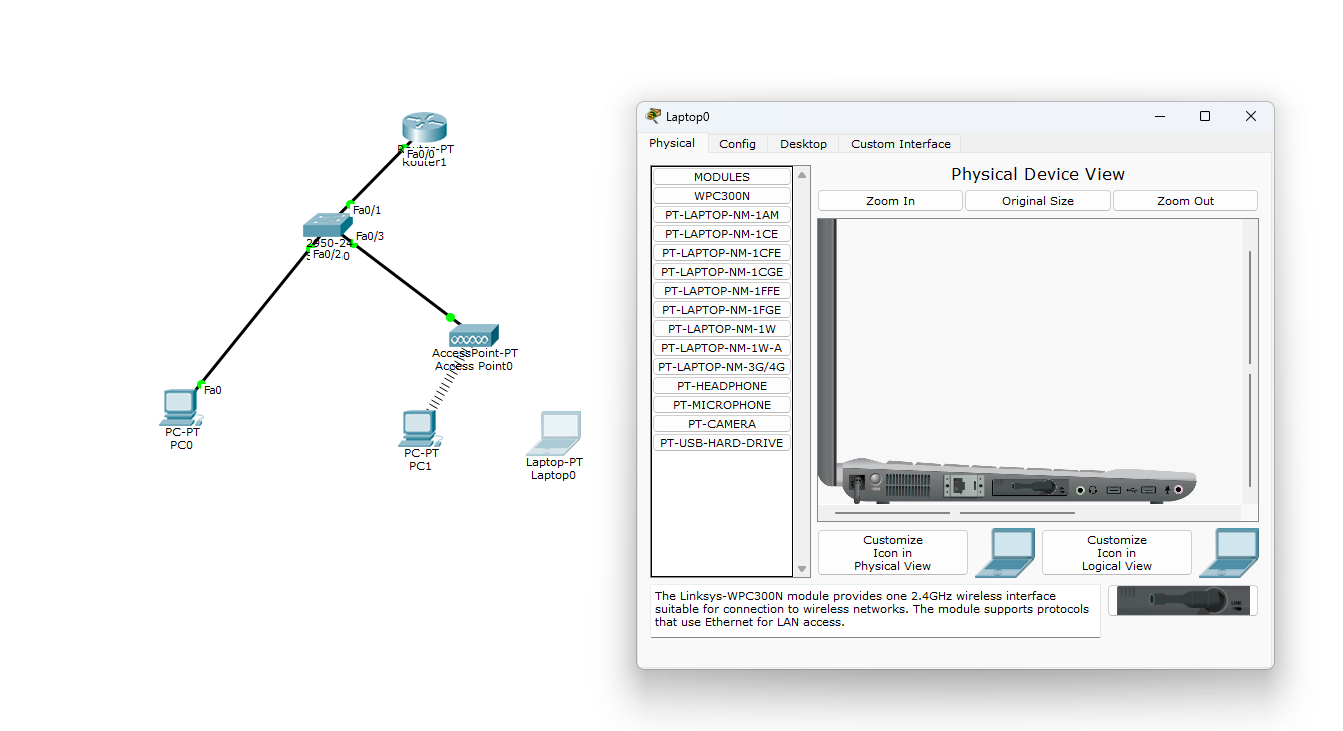 Fa0/0
Router1
Fa0/1
Fa0/3
Fa0/2
Fa0
PC-PT
PC0
AccessPoint-PT
Access Point0
PC-PT
PC1
Laptop-PT
Laptop0
Laptop0
Physical
Config
Desktop
Custom Interface
MODULES
WPC300N
PT-LAPTOP-NM-1AM
PT-LAPTOP-NM-1CE
PT-LAPTOP-NM-1CFE
PT-LAPTOP-NM-1CGE
PT-LAPTOP-NM-1FFE
PT-LAPTOP-NM-1FGE
PT-LAPTOP-NM-1W
PT-LAPTOP-NM-1W-A
PT-LAPTOP-NM-3G/4G
PT-HEADPHONE
PT-MICROPHONE
PT-CAMERA
PT-USB-HARD-DRIVE
Physical Device View
Zoom In
Original Size
Zoom Out
Customize
Icon in
Physical View
Customize
Icon in
Logical View
The Linksys-WPC300N module provides one 2.4GHz wireless interface
suitable for connection to wireless networks. The module supports protocols
that use Ethernet for LAN access.
LINK